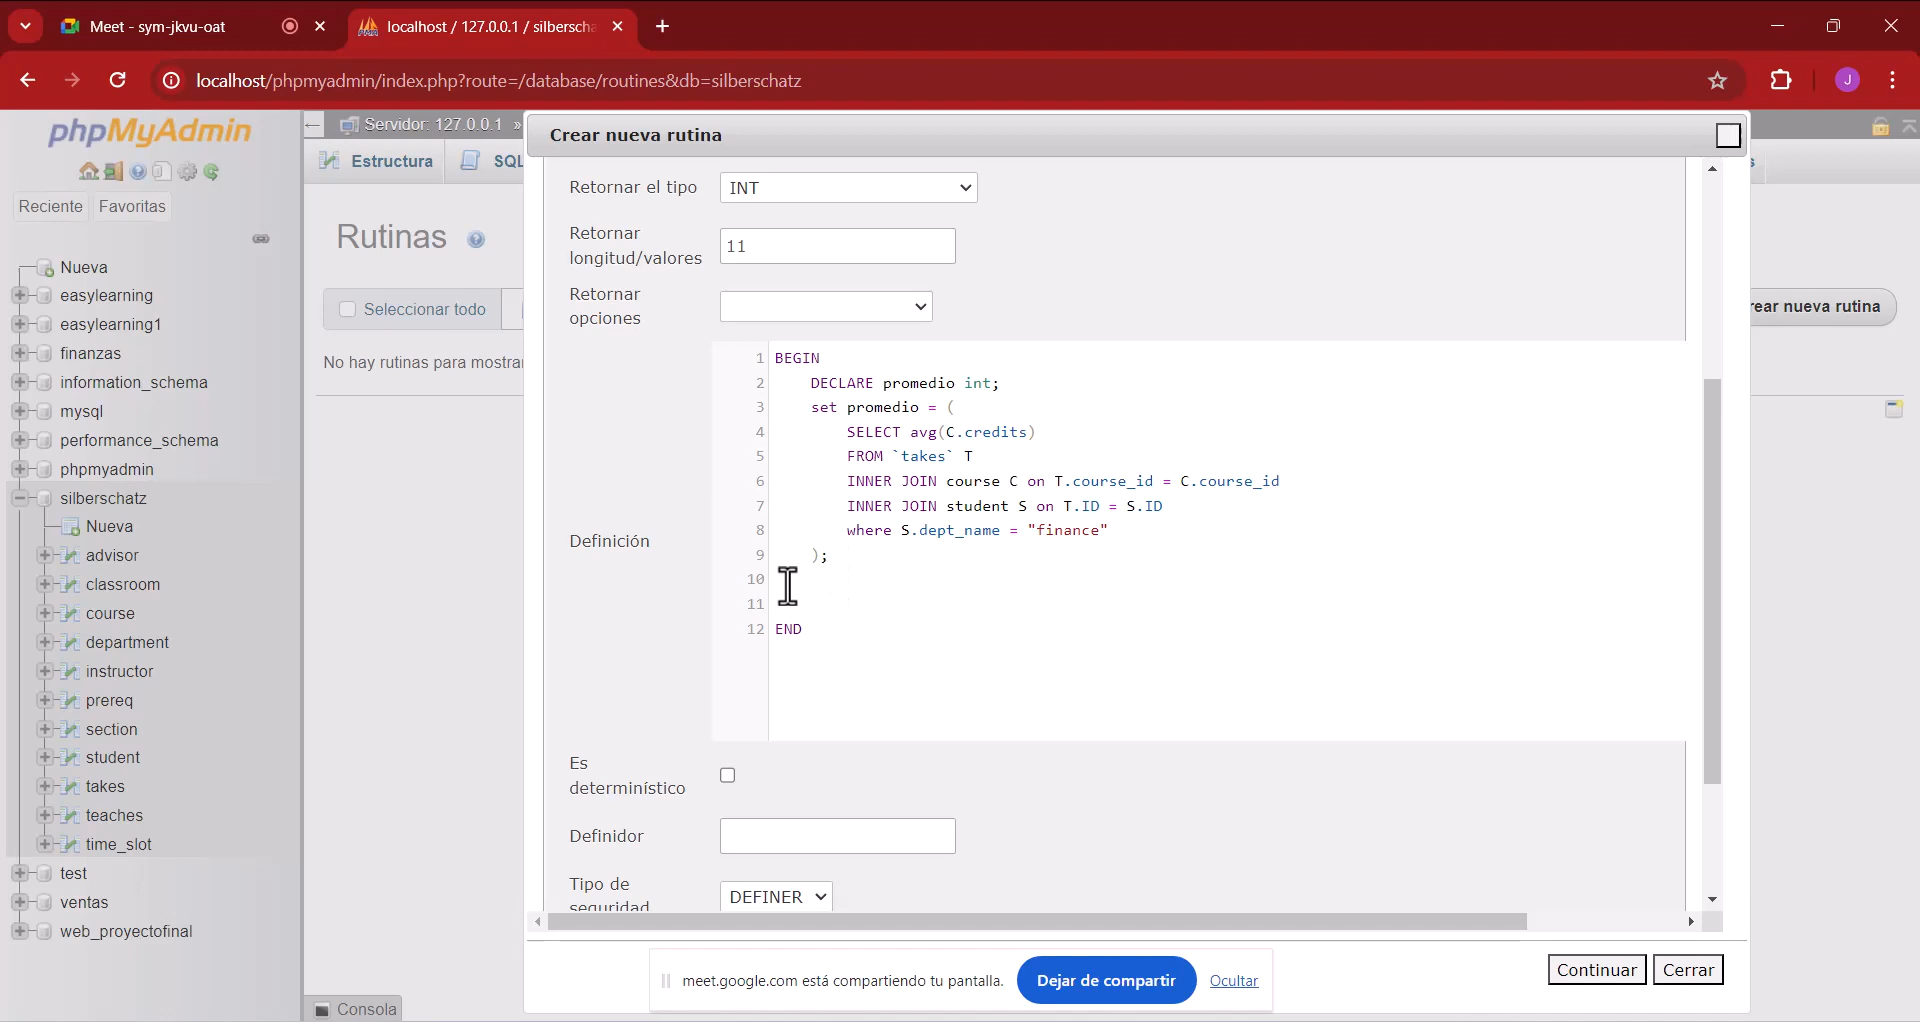 Meet - sym-jkvu-oat
localhost / 127.0.0.1 / silbersch
localhost/phpmyadmin/index.php?route=/database/routines&db=silberschatz
J
phpMyAdmin
Reciente
Favoritas
Nueva
easylearning
easylearning1
finanzas
information_schema
mysql
performance_schema
phpmyadmin
silberschatz
Nueva
advisor
classroom
course
department
instructor
prereq
section
student
takes
teaches
time_slot
test
ventas
web_proyectofinal
Servidor: 127.0.0.1 »
Estructura
SQL
Rutinas
Seleccionar todo
No hay rutinas para mostrar
rear nueva rutina
Consola
Crear nueva rutina
Retornar el tipo
INT
Retornar
longitud/valores
11
Retornar
opciones
Definición
1 BEGIN
2 DECLARE promedio int;
3 set promedio = (
4 SELECT avg(C.credits)
5 FROM `takes` T
6 INNER JOIN course C on T.course_id = C.course_id
7 INNER JOIN student S on T.ID = S.ID
8 where S.dept_name = "finance"
9 );
10
11
12 END
Es
determinístico
Definidor
Tipo de
seguridad
DEFINER
Continuar
Cerrar
meet.google.com está compartiendo tu pantalla.
Dejar de compartir
Ocultar